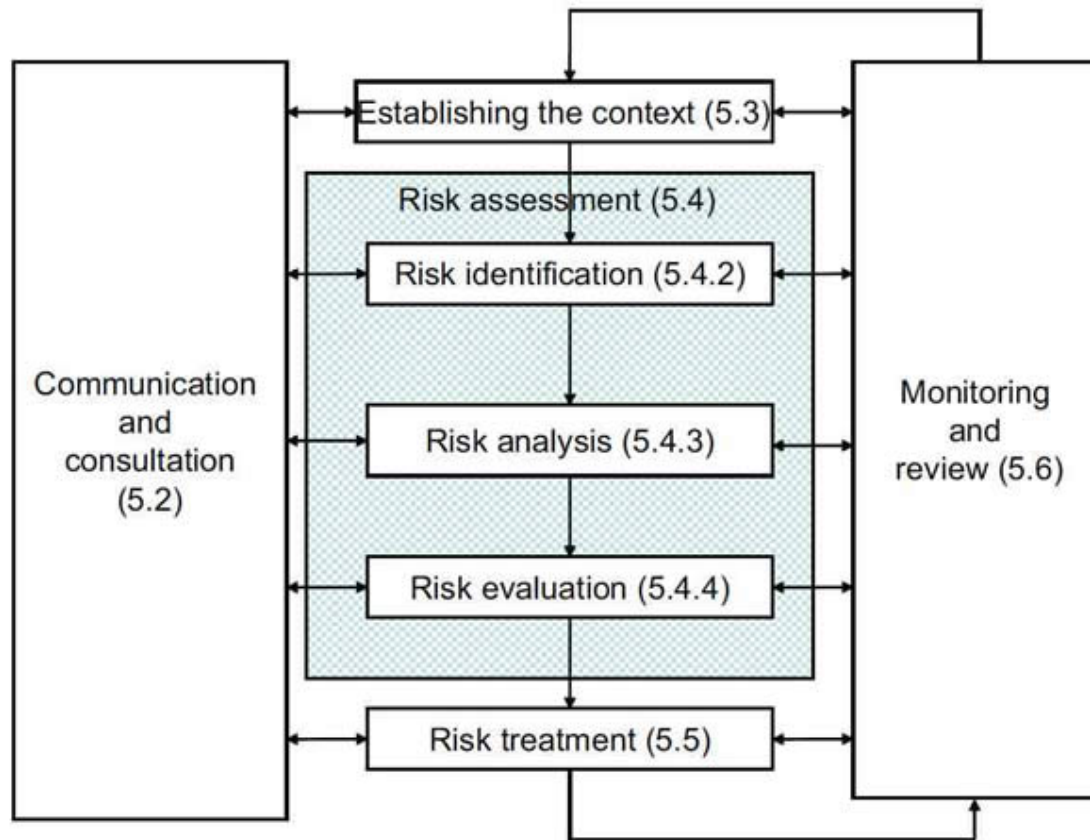 Establishing the context (5.3)
Risk assessment (5.4)
Risk identification (5.4.2)
Communication
and
consultation
(5.2)
Risk analysis (5.4.3)
Monitoring
and
review (5.6)
Risk evaluation (5.4.4)
Risk treatment (5.5)